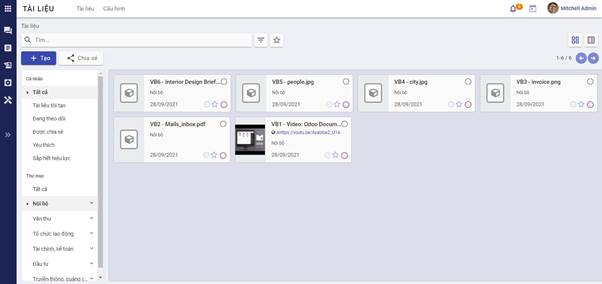 TÀI LIỆU Tài liệu Cấu hình Mitchell Admin
Tài liệu
Tìm...
+ Tạo Chia sẻ 1-6 / 6
Cá nhân
Tất cả
Tài liệu tôi tạo
Đang theo dõi
Được chia sẻ
Yêu thích
Sắp hết hiệu lực
Thư mục
Tất cả
Nội bộ
Văn thư
Tổ chức lao động
Tài chính, kế toán
Đầu tư
Truyền thông, quảng c...
VB6 - Interior Design Brief...
Nội bộ
28/09/2021
VB5 - people.jpg
Nội bộ
28/09/2021
VB4 - city.jpg
Nội bộ
28/09/2021
VB3 - invoice.png
Nội bộ
28/09/2021
VB2 - Mails_inbox.pdf
Nội bộ
28/09/2021
VB1 - Video: Odoo Docum...
Nội bộ
28/09/2021